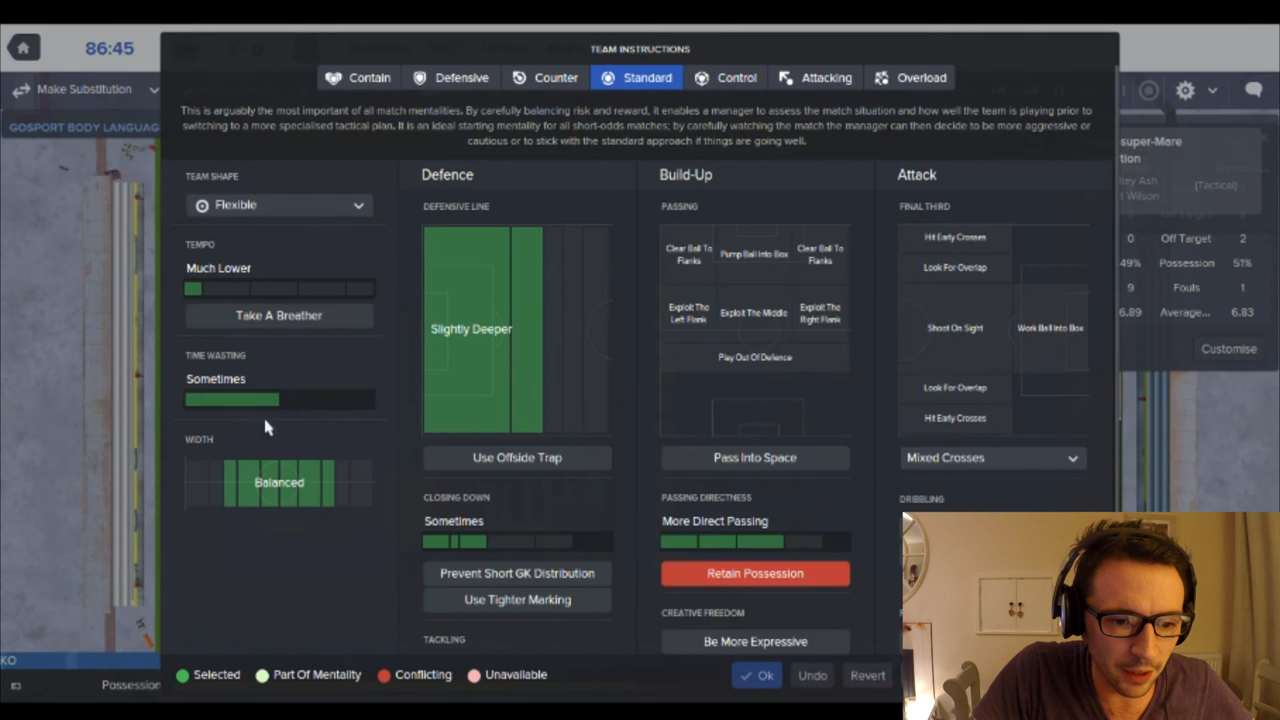 86:45
TEAM INSTRUCTIONS
Contain
Defensive
Counter
Standard
Control
Attacking
Overload
Make Substitution
This is arguably the most important of all match mentalities. By carefully balancing risk and reward, it enables a manager to assess the match situation and how well the team is playing prior
to switching to a more specialised tactical plan. It is an ideal starting mentality for all short-odds matches; by carefully watching the match the manager can then decide to be more aggressive or
cautious or to stick with the standard approach if things are going well.
GOSPORT BODY LANGUAG
TEAM SHAPE
Flexible
TEMPO
Much Lower
Take A Breather
TIME WASTING
Sometimes
WIDTH
Balanced
Defence
DEFENSIVE LINE
Slightly Deeper
Use Offside Trap
CLOSING DOWN
Sometimes
Prevent Short GK Distribution
Use Tighter Marking
TACKLING
Build-Up
PASSING
Clear Ball To
Flanks
Pump Ball Into Box
Clear Ball To
Flanks
Exploit The
Left Flank
Exploit The Middle
Exploit The
Right Flank
Play Out Of Defence
Pass Into Space
PASSING DIRECTNESS
More Direct Passing
Retain Possession
CREATIVE FREEDOM
Be More Expressive
Attack
FINAL THIRD
Hit Early Crosses
Look For Overlap
Shoot On Sight
Work Ball Into Box
Look For Overlap
Hit Early Crosses
Mixed Crosses
DRIBBLING
super-Mare
tion
ley Ash
t Wilson
[Tactical]
0 Off Target 2
49% Possession 51%
9 Fouls 1
6.89 Average... 6.83
Customise
KO
Possession
Selected
Part Of Mentality
Conflicting
Unavailable
Ok
Undo
Revert